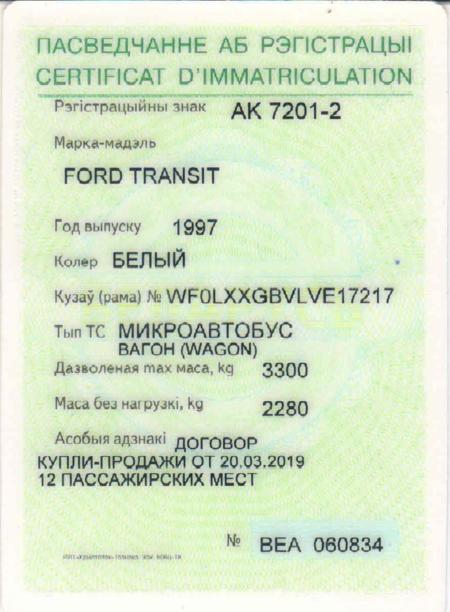 ПАСВЕДЧАННЕ АБ РЭГІСТРАЦЫІ
CERTIFICAT D'IMMATRICULATION
Рэгістрацыйны знак AK 7201-2
Марка-мадэль
FORD TRANSIT
Год выпуску 1997
Колер БЕЛЫЙ
Кузаў (рама) № WF0LXXGBVLVE17217
Тып ТС МИКРОАВТОБУС
ВАГОН (WAGON)
Дазволеная max маса, kg 3300
Маса без нагрузкі, kg 2280
Асобыя адзнакі ДОГОВОР
КУПЛИ-ПРОДАЖИ ОТ 20.03.2019
12 ПАССАЖИРСКИХ МЕСТ
№ BEA 060834